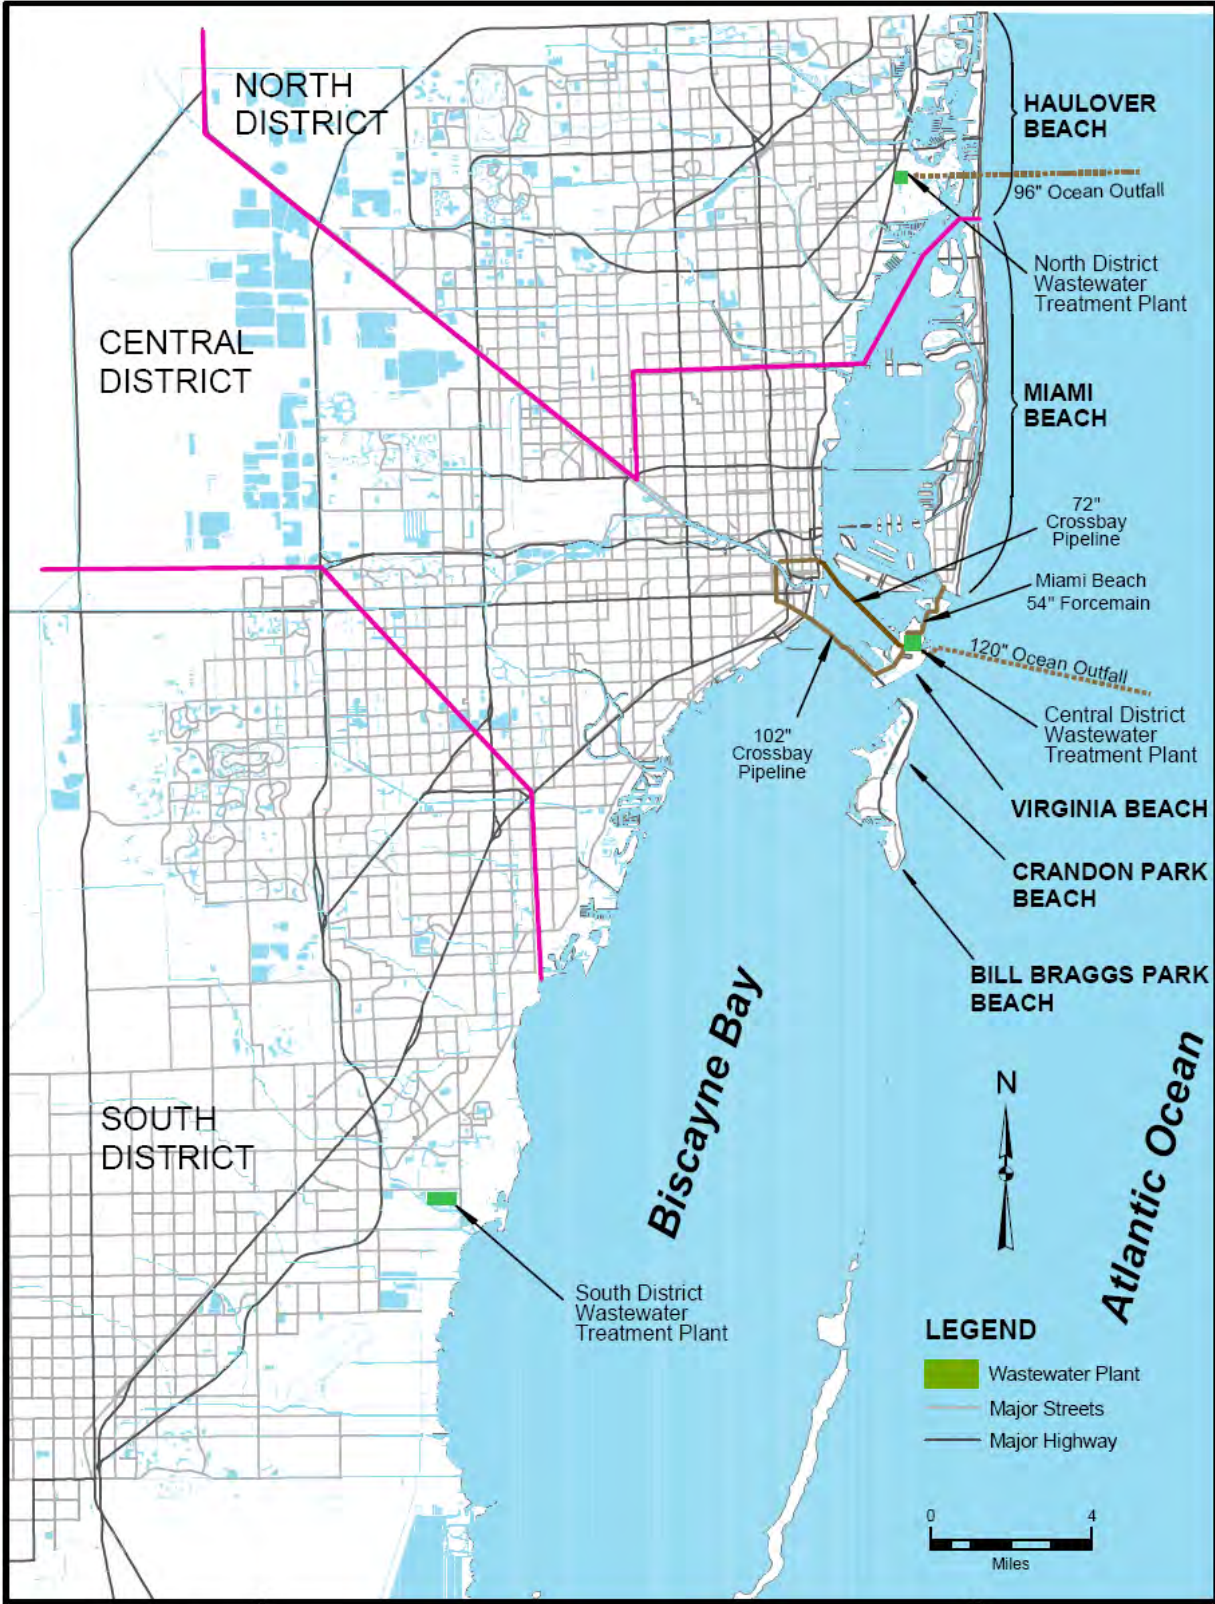 NORTH
DISTRICT
HAULOVER
BEACH
96" Ocean Outfall
North District
Wastewater
Treatment Plant
CENTRAL
DISTRICT
MIAMI
BEACH
72"
Crossbay
Pipeline
Miami Beach
54" Forcemain
120" Ocean Outfall
Central District
Wastewater
Treatment Plant
102"
Crossbay
Pipeline
VIRGINIA BEACH
CRANDON PARK
BEACH
BILL BRAGGS PARK
BEACH
Biscayne Bay
Atlantic Ocean
N
SOUTH
DISTRICT
South District
Wastewater
Treatment Plant
LEGEND
Wastewater Plant
Major Streets
Major Highway
0 4
Miles